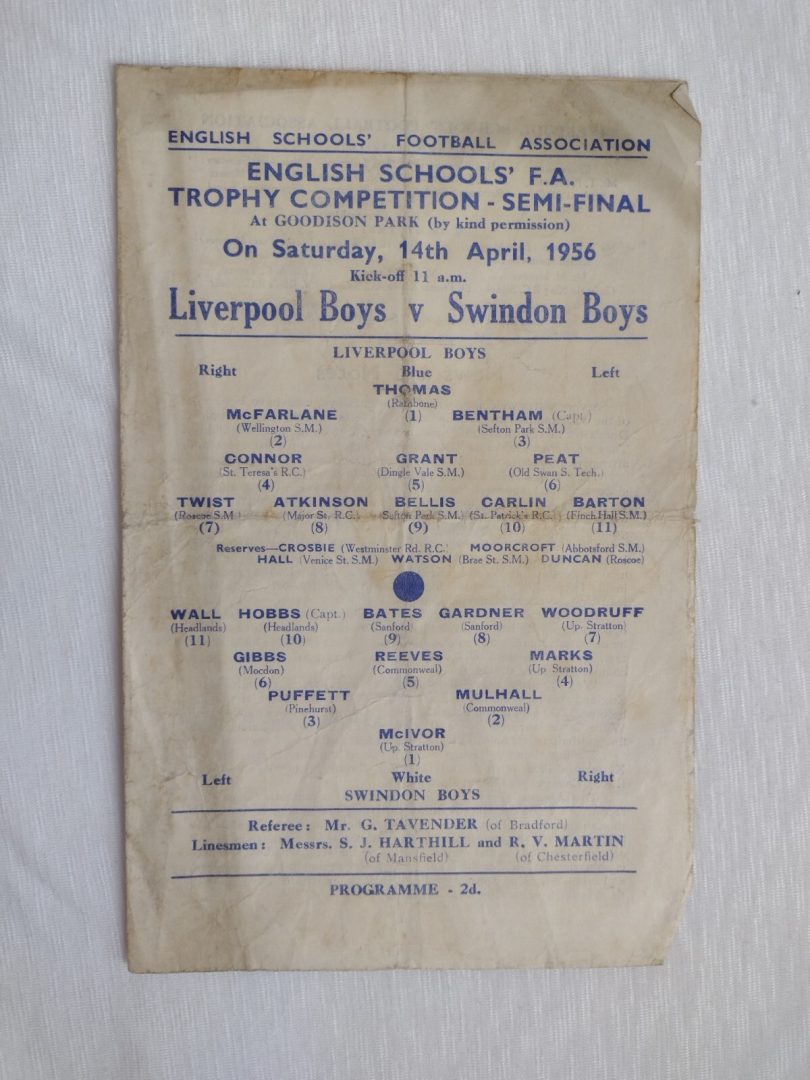 ENGLISH SCHOOLS' FOOTBALL ASSOCIATION
ENGLISH SCHOOLS' F.A.
TROPHY COMPETITION - SEMI-FINAL
At GOODISON PARK (by kind permission)
On Saturday, 14th April, 1956
Kick-off 11 a.m.
Liverpool Boys v Swindon Boys
LIVERPOOL BOYS
Right Blue Left
THOMAS
(Rathbone)
McFARLANE (1) BENTHAM (Capt.)
(Wellington S.M.) (Sefton Park S.M.)
(2) (3)
CONNOR GRANT PEAT
(St. Teresa's R.C.) (Dingle Vale S.M.) (Old Swan S. Tech.)
(4) (5) (6)
TWIST ATKINSON BELLIS CARLIN BARTON
(Roscoe S.M.) (Major St. R.C.) (Sefton Park S.M.) (St. Patrick's R.C.) (Finch Hall S.M.)
(7) (8) (9) (10) (11)
Reserves—CROSBIE (Westminster Rd. R.C.) MOORCROFT (Abbotsford S.M.)
HALL (Venice St. S.M.) WATSON (Brae St. S.M.) DUNCAN (Roscoe)
WALL HOBBS (Capt.) BATES GARDNER WOODRUFF
(Headlands) (Headlands) (Sanford) (Sanford) (Up. Stratton)
(11) (10) (9) (8) (7)
GIBBS REEVES MARKS
(Mocdon) (Commonweal) (Up Stratton)
(6) (5) (4)
PUFFETT MULHALL
(Pinehurst) (Commonweal)
(3) (2)
McIVOR
(Up. Stratton)
(1)
Left White Right
SWINDON BOYS
Referee: Mr. G. TAVENDER (of Bradford)
Linesmen: Messrs. S. J. HARTHILL and R. V. MARTIN
(of Mansfield) (of Chesterfield)
PROGRAMME - 2d.